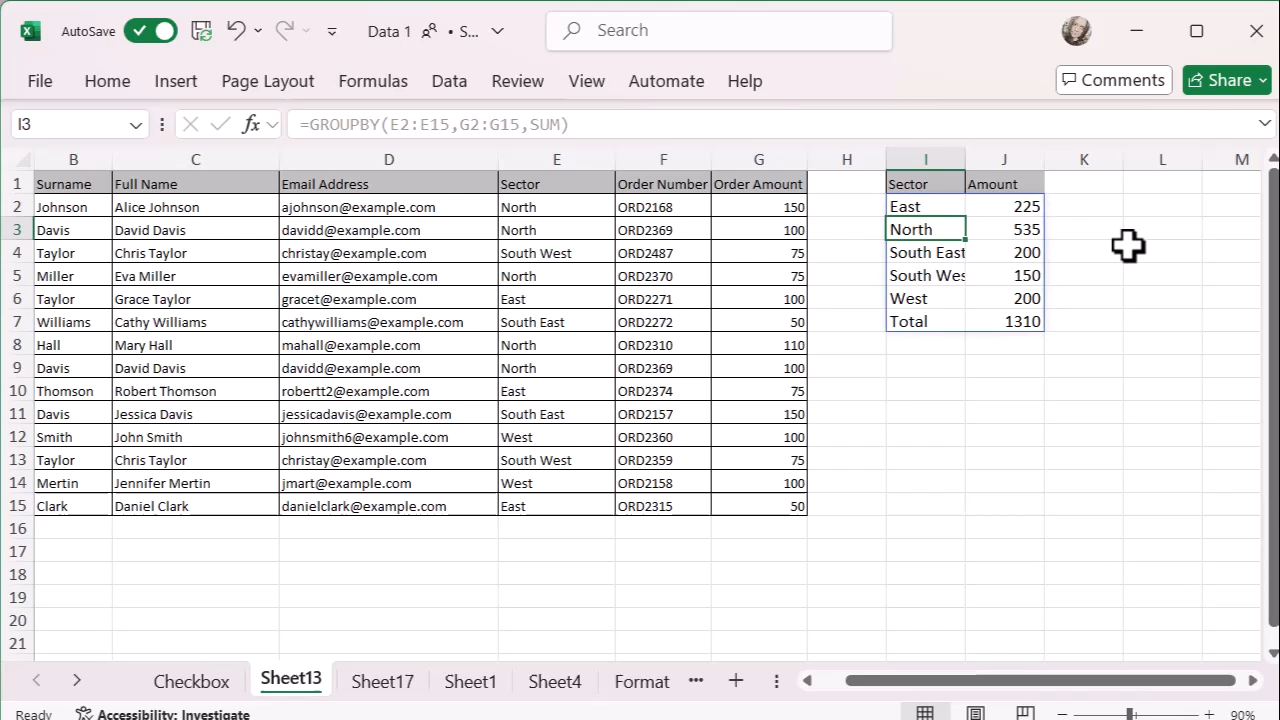 AutoSave Data 1 • S... Search
File Home Insert Page Layout Formulas Data Review View Automate Help Comments Share
I3 fx =GROUPBY(E2:E15,G2:G15,SUM)
B C D E F G H I J K L M
1 Surname Full Name Email Address Sector Order Number Order Amount Sector Amount
2 Johnson Alice Johnson ajohnson@example.com North ORD2168 150 East 225
3 Davis David Davis davidd@example.com North ORD2369 100 North 535
4 Taylor Chris Taylor christay@example.com South West ORD2487 75 South East 200
5 Miller Eva Miller evamiller@example.com North ORD2370 75 South Wes 150
6 Taylor Grace Taylor gracet@example.com East ORD2271 100 West 200
7 Williams Cathy Williams cathywilliams@example.com South East ORD2272 50 Total 1310
8 Hall Mary Hall mahall@example.com North ORD2310 110
9 Davis David Davis davidd@example.com North ORD2369 100
10 Thomson Robert Thomson robertt2@example.com East ORD2374 75
11 Davis Jessica Davis jessicadavis@example.com South East ORD2157 150
12 Smith John Smith johnsmith6@example.com West ORD2360 100
13 Taylor Chris Taylor christay@example.com South West ORD2359 75
14 Mertin Jennifer Mertin jmart@example.com West ORD2158 100
15 Clark Daniel Clark danielclark@example.com East ORD2315 50
16
17
18
19
20
21
Checkbox Sheet13 Sheet17 Sheet1 Sheet4 Format ...
Ready Accessibility: Investigate 90%